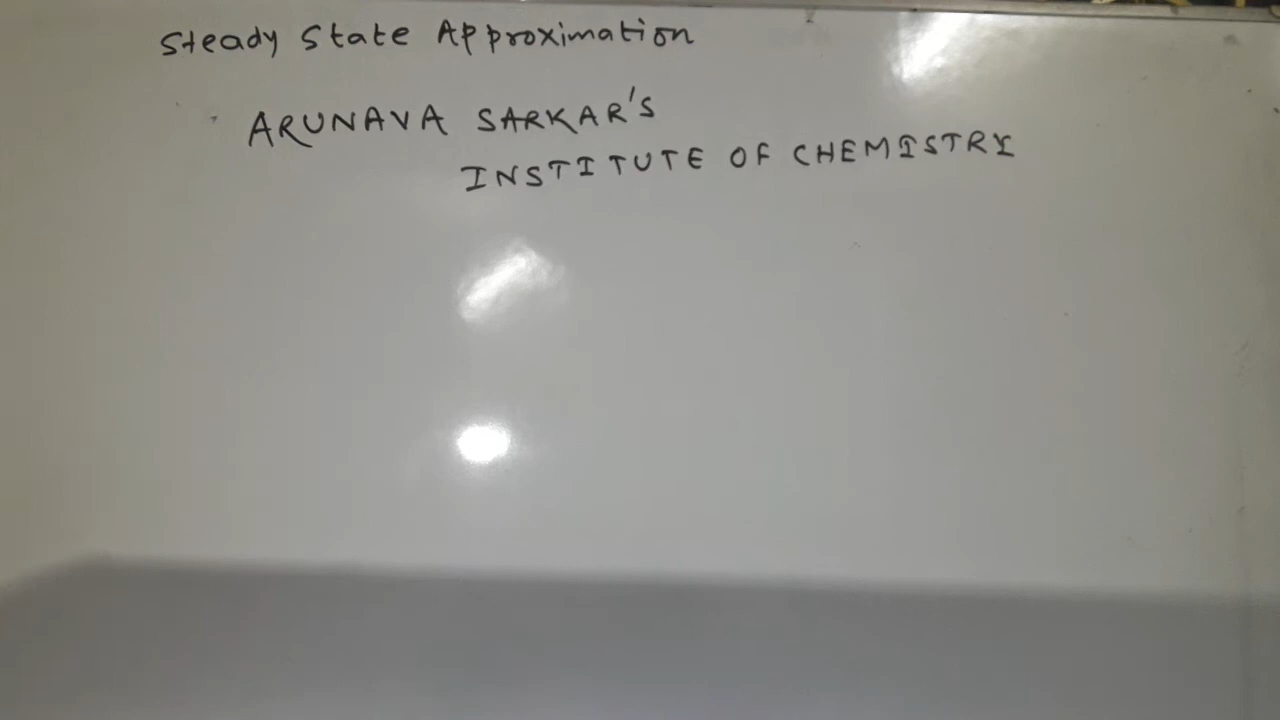 Steady State Approximation
ARUNAVA SARKAR'S
INSTITUTE OF CHEMISTRY